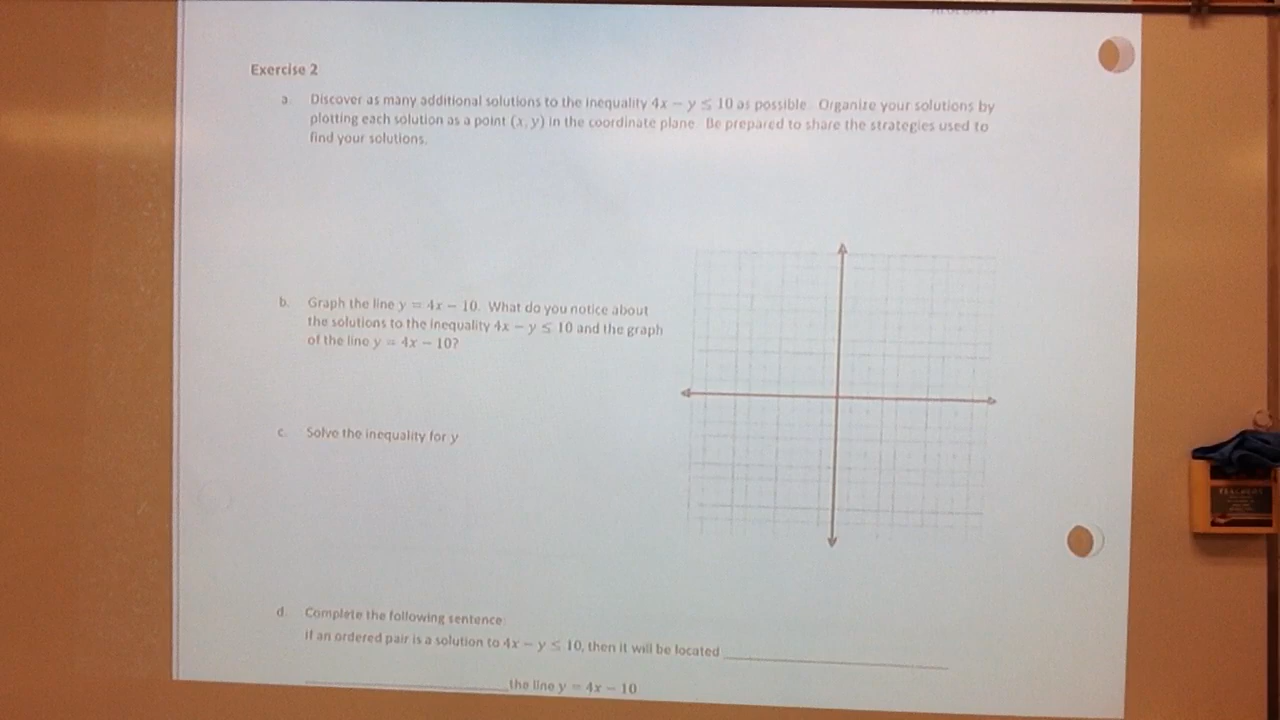 Exercise 2
a. Discover as many additional solutions to the inequality 4x − y ≤ 10 as possible. Organize your solutions by
plotting each solution as a point (x, y) in the coordinate plane. Be prepared to share the strategies used to
find your solutions.
b. Graph the line y = 4x − 10. What do you notice about
the solutions to the inequality 4x − y ≤ 10 and the graph
of the line y = 4x − 10?
c. Solve the inequality for y
d. Complete the following sentence:
If an ordered pair is a solution to 4x − y ≤ 10, then it will be located
the line y = 4x − 10
TEACHERS